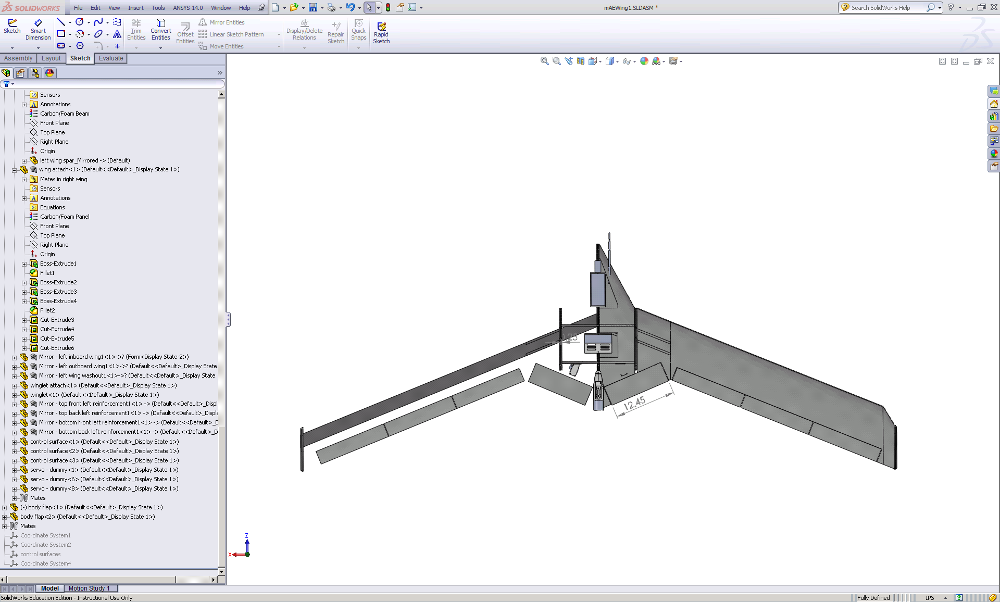 SOLIDWORKS File Edit View Insert Tools ANSYS 14.0 Window Help mAEWing1.SLDASM * Search SolidWorks Help
Sketch Smart Dimension Trim Entities Convert Entities Offset Entities Mirror Entities Linear Sketch Pattern Move Entities Display/Delete Relations Repair Sketch Quick Snaps Rapid Sketch
Assembly Layout Sketch Evaluate
Sensors
Annotations
Carbon/Foam Beam
Front Plane
Top Plane
Right Plane
Origin
left wing spar_Mirrored -> (Default)
wing attach<1> (Default<<Default>_Display State 1>)
Mates in right wing
Sensors
Annotations
Equations
Carbon/Foam Panel
Front Plane
Top Plane
Right Plane
Origin
Boss-Extrude1
Fillet1
Boss-Extrude2
Boss-Extrude3
Boss-Extrude4
Fillet2
Cut-Extrude3
Cut-Extrude4
Cut-Extrude5
Cut-Extrude6
Mirror - left inboard wing1<1>->? (Form<Display State-2>)
Mirror - left outboard wing1<1>->? (Default<<Default>_Display State
Mirror - left wing washout1<1>->? (Default<<Default>_Display State
winglet attach<1> (Default<<Default>_Display State 1>)
winglet<1> (Default<<Default>_Display State 1>)
Mirror - top front left reinforcement1<1> -> (Default<<Default>_Displ
Mirror - top back left reinforcement1<1> -> (Default<<Default>_Displa
Mirror - bottom front left reinforcement1<1> -> (Default<<Default>_D
Mirror - bottom back left reinforcement1<1> -> (Default<<Default>_D
control surface<1> (Default<<Default>_Display State 1>)
control surface<2> (Default<<Default>_Display State 1>)
control surface<3> (Default<<Default>_Display State 1>)
servo - dummy<1> (Default<<Default>_Display State 1>)
servo - dummy<6> (Default<<Default>_Display State 1>)
servo - dummy<8> (Default<<Default>_Display State 1>)
Mates
(-) body flap<1> (Default<<Default>_Display State 1>)
body flap<2> (Default<<Default>_Display State 1>)
Mates
Coordinate System1
Coordinate System2
control surfaces
Coordinate System4
12.45
Z
X
Model Motion Study 1
SolidWorks Education Edition - Instructional Use Only Fully Defined IPS